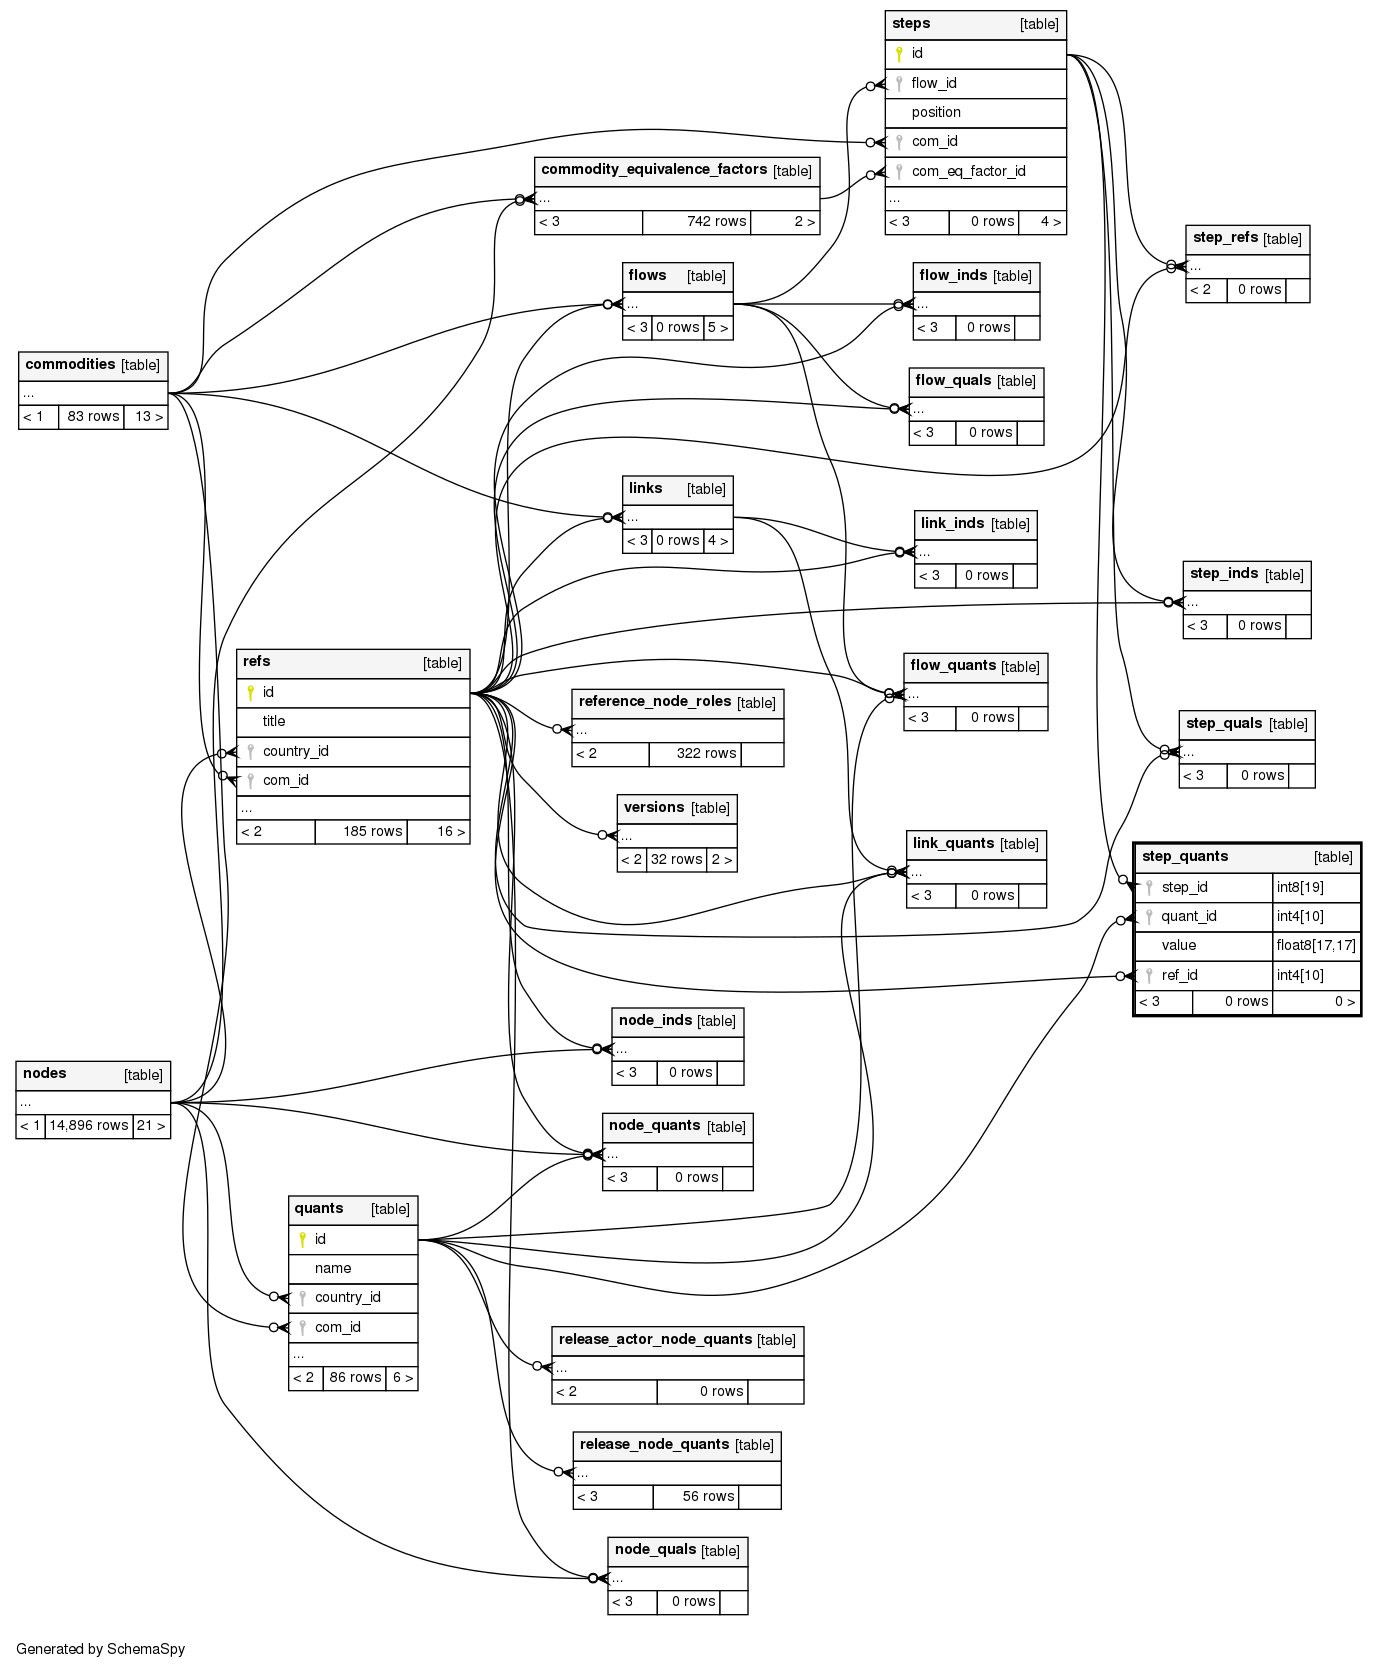 steps [table]
id
flow_id
position
com_id
com_eq_factor_id
...
< 3 0 rows 4 >
commodity_equivalence_factors [table]
...
< 3 742 rows 2 >
step_refs [table]
...
< 2 0 rows
flows [table]
...
< 3 0 rows 5 >
flow_inds [table]
...
< 3 0 rows
commodities [table]
...
< 1 83 rows 13 >
flow_quals [table]
...
< 3 0 rows
links [table]
...
< 3 0 rows 4 >
link_inds [table]
...
< 3 0 rows
step_inds [table]
...
< 3 0 rows
refs [table]
id
title
country_id
com_id
...
< 2 185 rows 16 >
flow_quants [table]
...
< 3 0 rows
reference_node_roles [table]
...
< 2 322 rows
step_quals [table]
...
< 3 0 rows
versions [table]
...
< 2 32 rows 2 >
link_quants [table]
...
< 3 0 rows
step_quants [table]
step_id int8[19]
quant_id int4[10]
value float8[17,17]
ref_id int4[10]
< 3 0 rows 0 >
node_inds [table]
...
< 3 0 rows
nodes [table]
...
< 1 14,896 rows 21 >
node_quants [table]
...
< 3 0 rows
quants [table]
id
name
country_id
com_id
...
< 2 86 rows 6 >
release_actor_node_quants [table]
...
< 2 0 rows
release_node_quants [table]
...
< 3 56 rows
node_quals [table]
...
< 3 0 rows
Generated by SchemaSpy